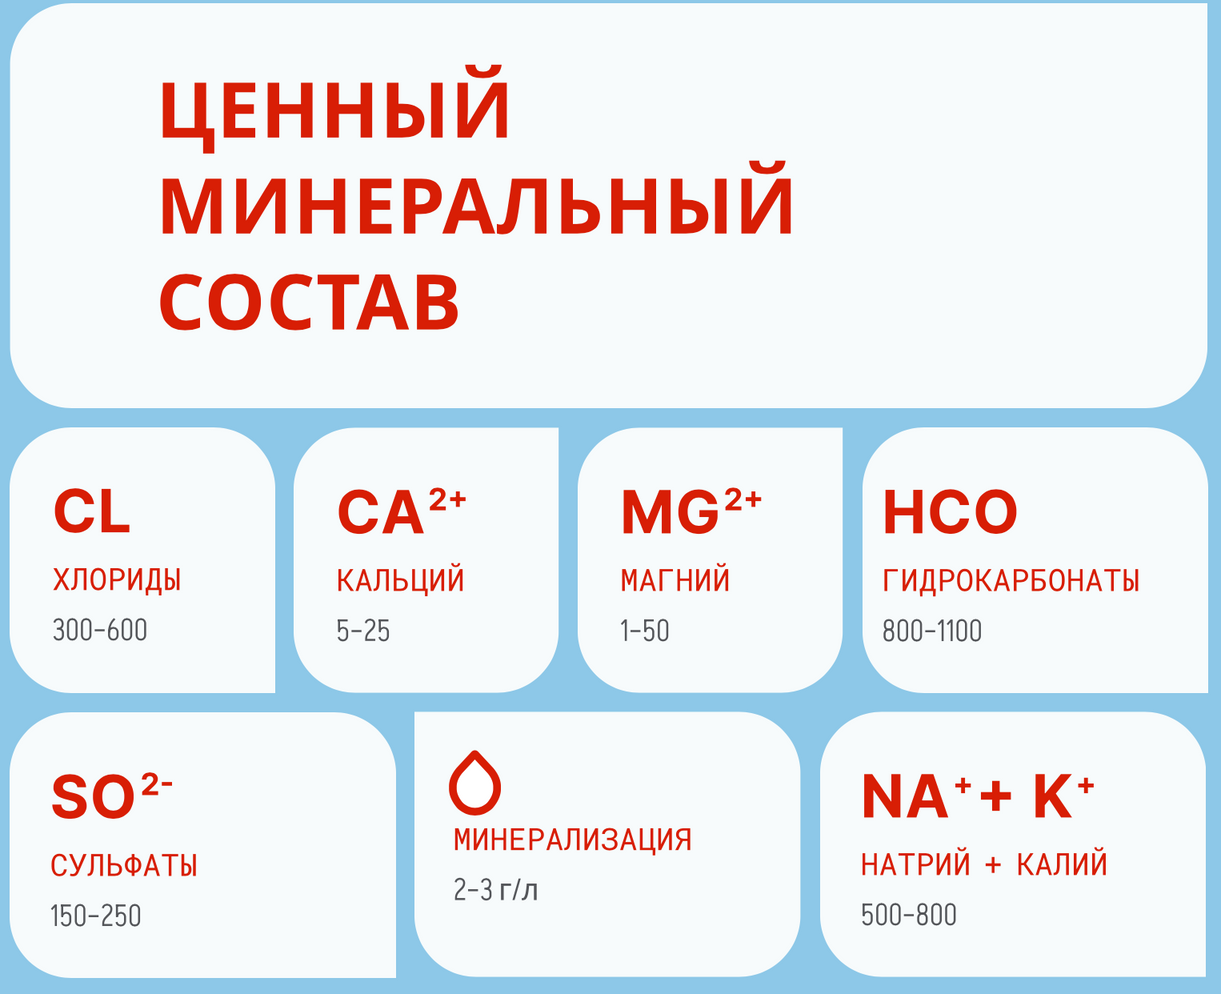 ЦЕННЫЙ
МИНЕРАЛЬНЫЙ
СОСТАВ
CL
ХЛОРИДЫ
300–600
CA²⁺
КАЛЬЦИЙ
5–25
MG²⁺
МАГНИЙ
1–50
HCO
ГИДРОКАРБОНАТЫ
800–1100
SO²⁻
СУЛЬФАТЫ
150–250
МИНЕРАЛИЗАЦИЯ
2–3 г/л
NA⁺+ K⁺
НАТРИЙ + КАЛИЙ
500–800